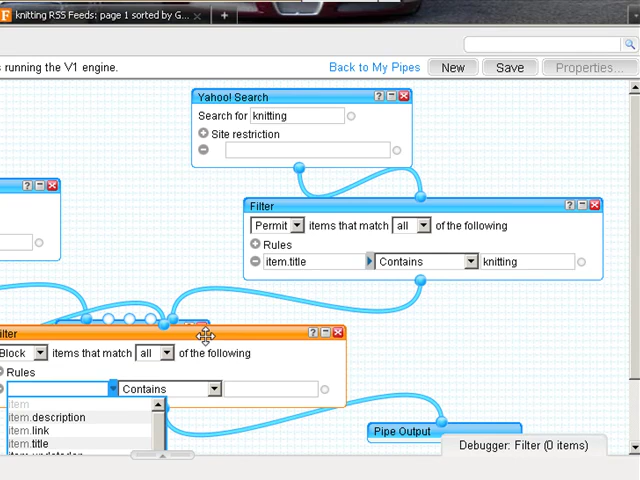 knitting RSS Feeds: page 1 sorted by G...
s running the V1 engine.
Back to My Pipes
New
Save
Properties...
Yahoo! Search
Search for knitting
Site restriction
Filter
Permit items that match all of the following
Rules
item.title Contains knitting
ilter
Block items that match all of the following
Rules
Contains
item
item.description
item.link
item.title
Pipe Output
Debugger: Filter (0 items)